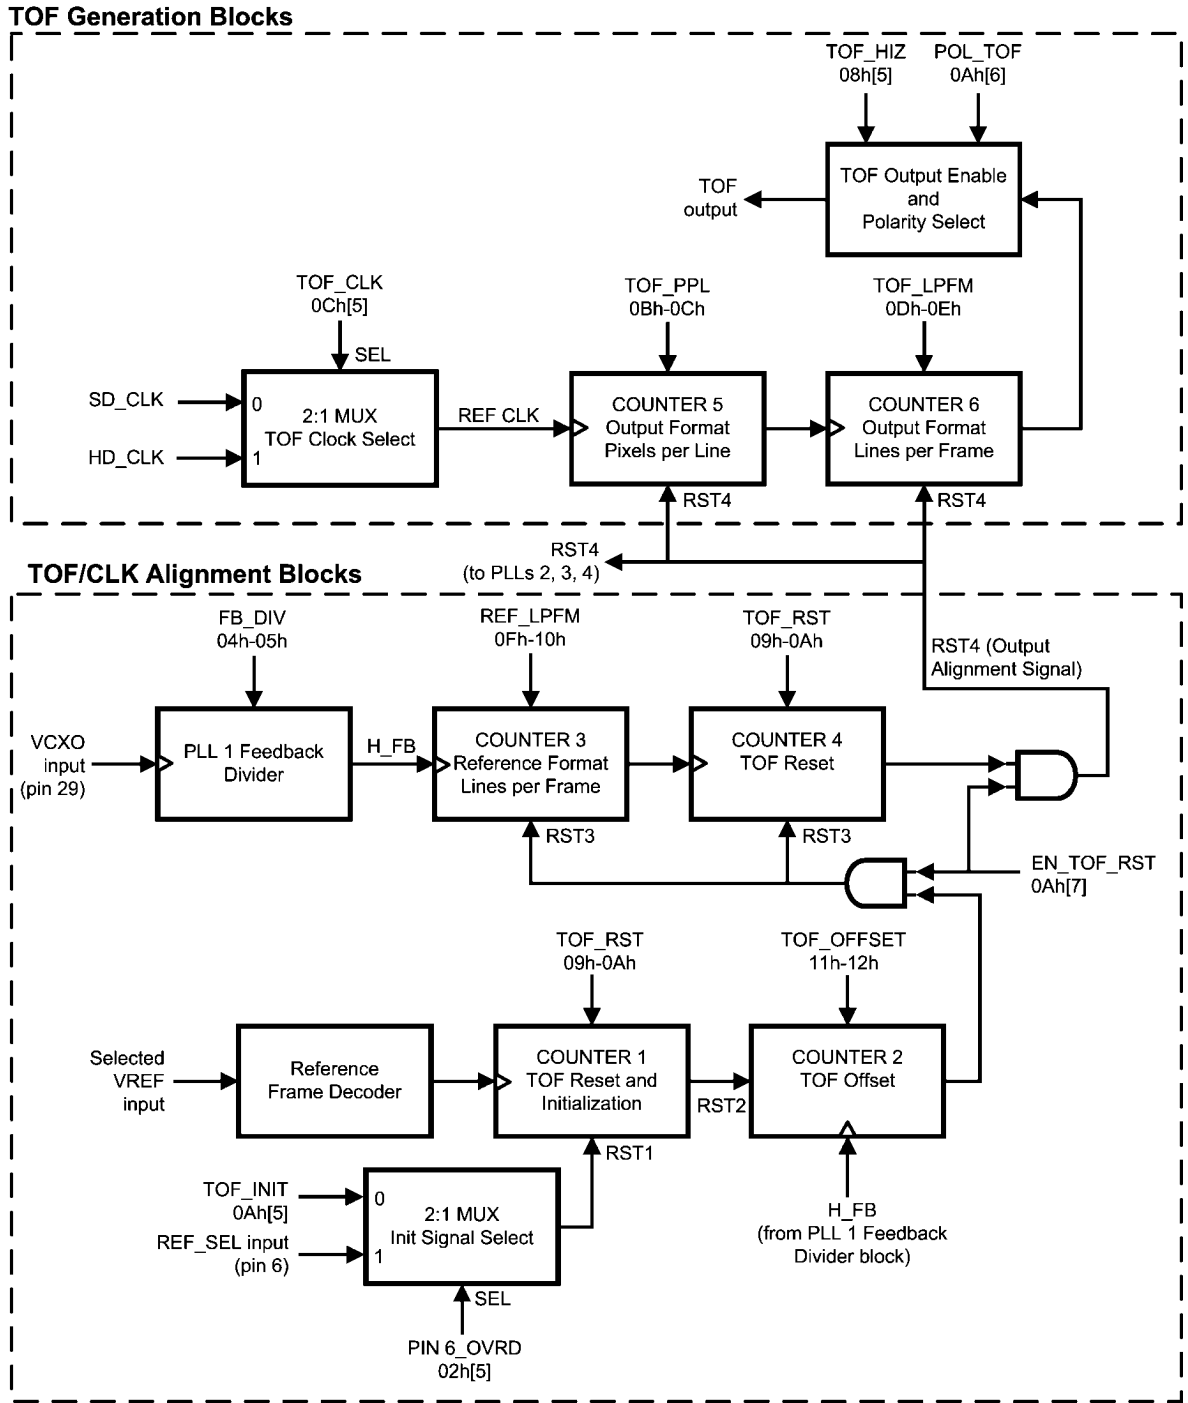 TOF Generation Blocks
TOF_HIZ
08h[5]
POL_TOF
0Ah[6]
TOF Output Enable
and
Polarity Select
TOF
output
TOF_CLK
0Ch[5]
SEL
TOF_PPL
0Bh-0Ch
TOF_LPFM
0Dh-0Eh
SD_CLK
0
2:1 MUX
TOF Clock Select
HD_CLK
1
REF CLK
COUNTER 5
Output Format
Pixels per Line
COUNTER 6
Output Format
Lines per Frame
RST4
RST4
RST4
(to PLLs 2, 3, 4)
TOF/CLK Alignment Blocks
FB_DIV
04h-05h
REF_LPFM
0Fh-10h
TOF_RST
09h-0Ah
RST4 (Output
Alignment Signal)
VCXO
input
(pin 29)
PLL 1 Feedback
Divider
H_FB
COUNTER 3
Reference Format
Lines per Frame
COUNTER 4
TOF Reset
RST3
RST3
EN_TOF_RST
0Ah[7]
TOF_RST
09h-0Ah
TOF_OFFSET
11h-12h
Selected
VREF
input
Reference
Frame Decoder
COUNTER 1
TOF Reset and
Initialization
RST2
COUNTER 2
TOF Offset
RST1
TOF_INIT
0Ah[5]
0
2:1 MUX
Init Signal Select
REF_SEL input
(pin 6)
1
H_FB
(from PLL 1 Feedback
Divider block)
SEL
PIN 6_OVRD
02h[5]